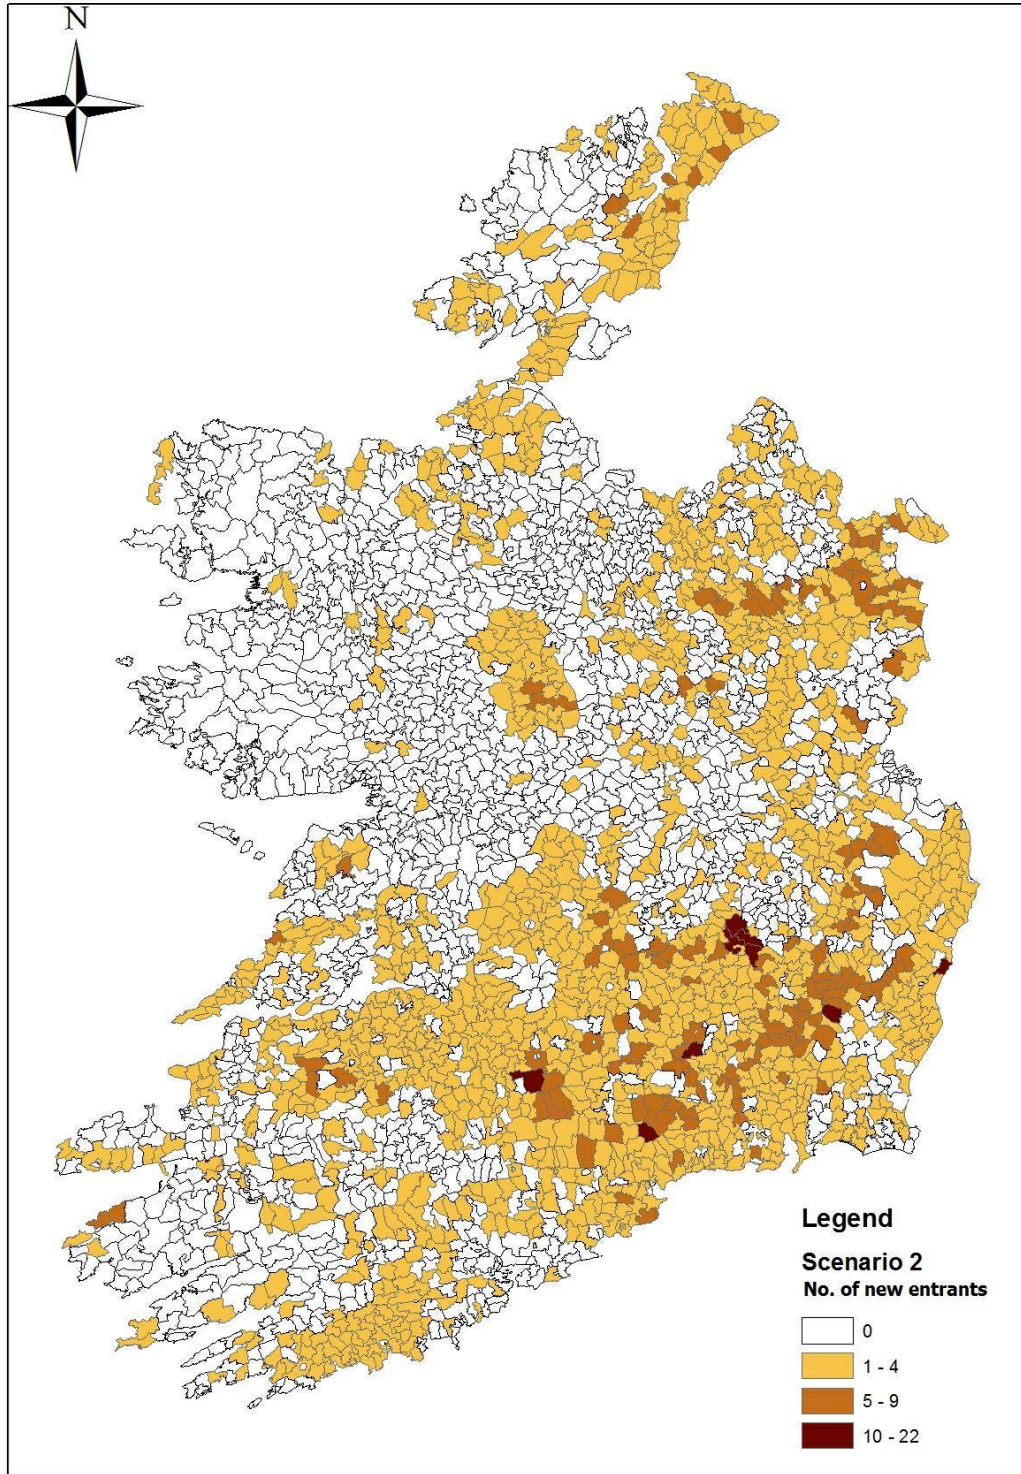 N
Legend
Scenario 2
No. of new entrants
0
1 - 4
5 - 9
10 - 22